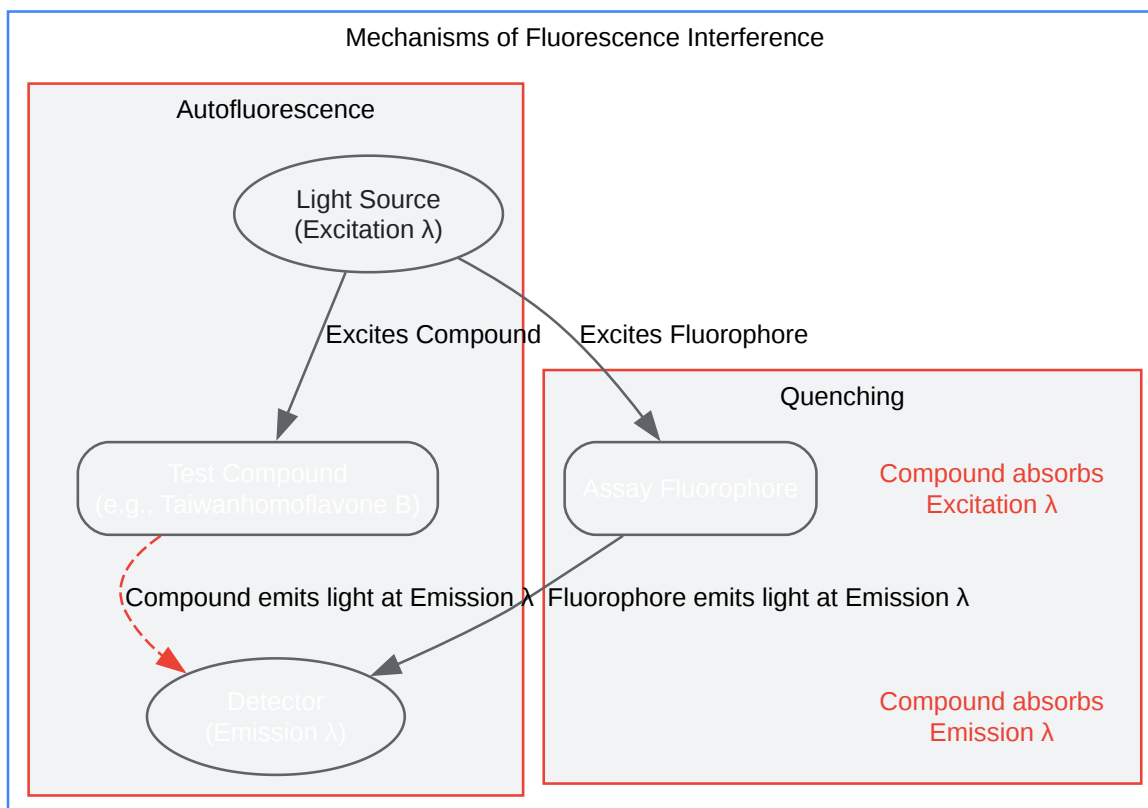 Mechanisms of Fluorescence Interference
Autofluorescence
Light Source
(Excitation λ)
Excites Compound
Excites Fluorophore
Quenching
Test Compound
(e.g., Taiwanhomoflavone B)
Assay Fluorophore
Compound absorbs
Excitation λ
Compound emits light at Emission λ
Fluorophore emits light at Emission λ
Detector
(Emission λ)
Compound absorbs
Emission λ